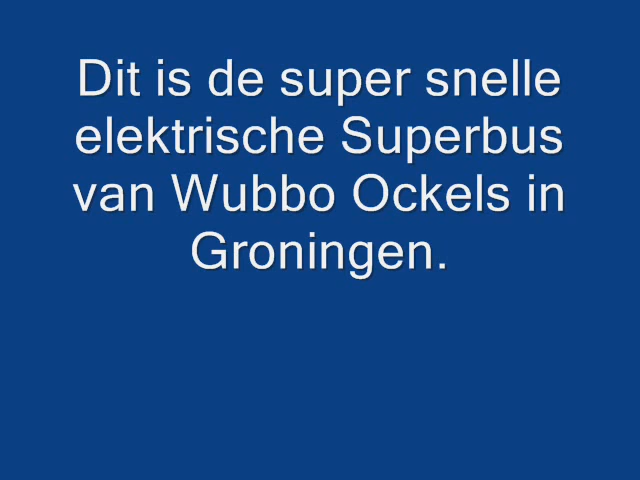 Dit is de super snelle
elektrische Superbus
van Wubbo Ockels in
Groningen.